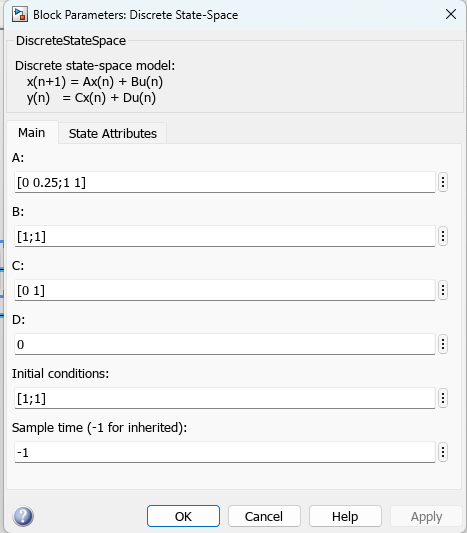 Block Parameters: Discrete State-Space
DiscreteStateSpace
Discrete state-space model:
x(n+1) = Ax(n) + Bu(n)
y(n) = Cx(n) + Du(n)
Main State Attributes
A:
[0 0.25;1 1]
B:
[1;1]
C:
[0 1]
D:
0
Initial conditions:
[1;1]
Sample time (-1 for inherited):
-1
? OK Cancel Help Apply